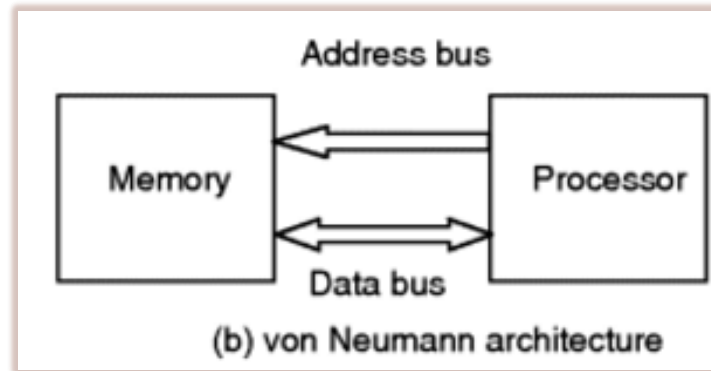 Address bus
Memory
Processor
Data bus
(b) von Neumann architecture